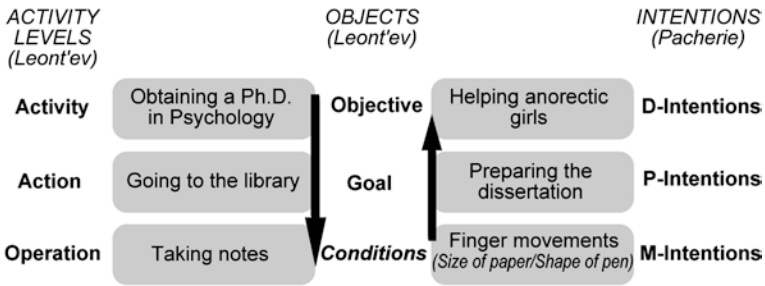 ACTIVITY LEVELS (Leont'ev)
OBJECTS (Leont'ev)
INTENTIONS (Pacherie)
Activity
Obtaining a Ph.D.
in Psychology
Objective
Helping anorectic
girls
D-Intentions
Action
Going to the library
Goal
Preparing the
dissertation
P-Intentions
Operation
Taking notes
Conditions
Finger movements
(Size of paper/Shape of pen)
M-Intentions